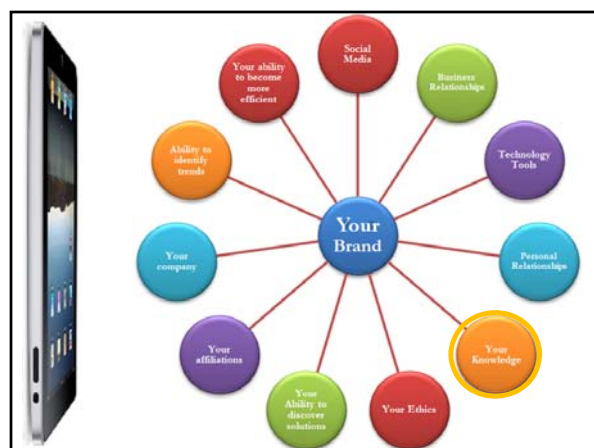 Social
Media
Business
Relationships
Technology
Tools
Personal
Relationships
Your
Knowledge
Your Ethics
Your
Ability to
discover
solutions
Your
affiliations
Your
company
Ability to
identify
trends
Your ability
to become
more
efficient
Your
Brand